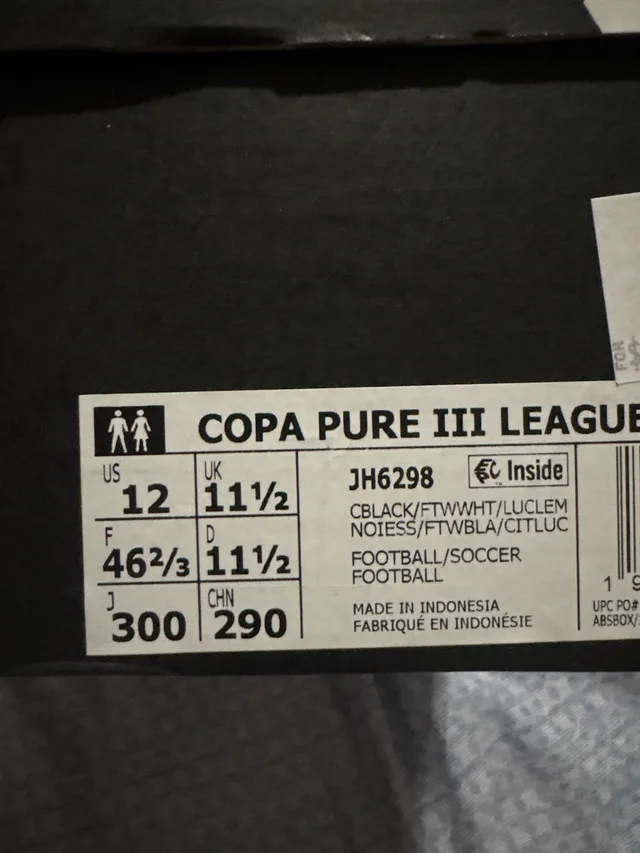 COPA PURE III LEAGUE
US 12 UK 11½
F 46⅔ D 11½
J 300 CHN 290
JH6298 Inside
CBLACK/FTWWHT/LUCLEM
NOIESS/FTWBLA/CITLUC
FOOTBALL/SOCCER
FOOTBALL
MADE IN INDONESIA
FABRIQUÉ EN INDONÉSIE
1 9
UPC PO#
ABSBOX/
FOR